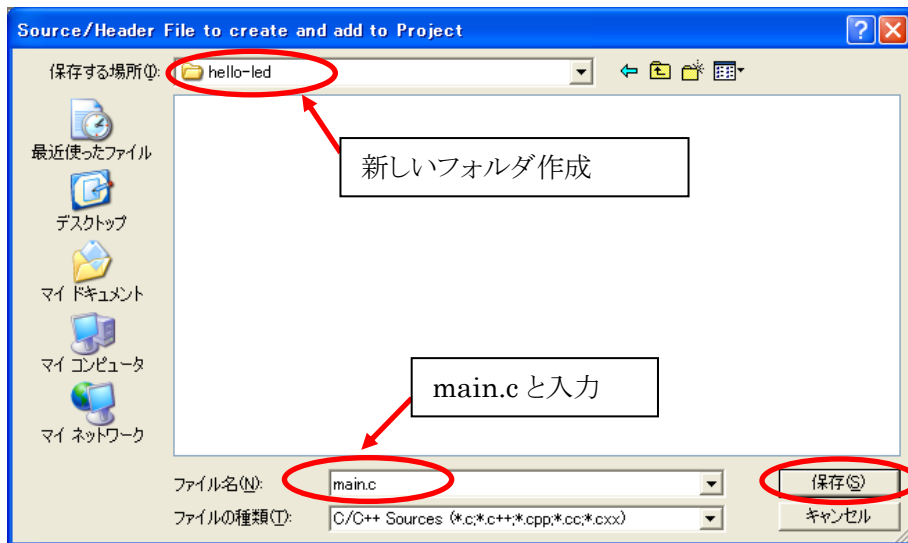 Source/Header File to create and add to Project
保存する場所(I):
hello-led
最近使ったファイル
新しいフォルダ作成
デスクトップ
マイ ドキュメント
マイ コンピュータ
main.c と入力
マイ ネットワーク
ファイル名(N):
main.c
保存(S)
ファイルの種類(T):
C/C++ Sources (*.c;*.c++;*.cpp;*.cc;*.cxx)
キャンセル